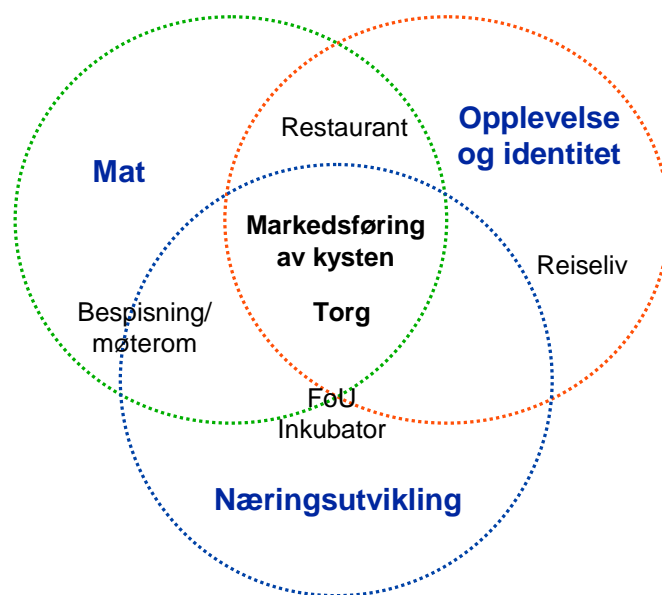 Restaurant
Opplevelse
og identitet
Mat
Markedsføring
av kysten
Reiseliv
Bespisning/
møterom
Torg
FoU
Inkubator
Næringsutvikling